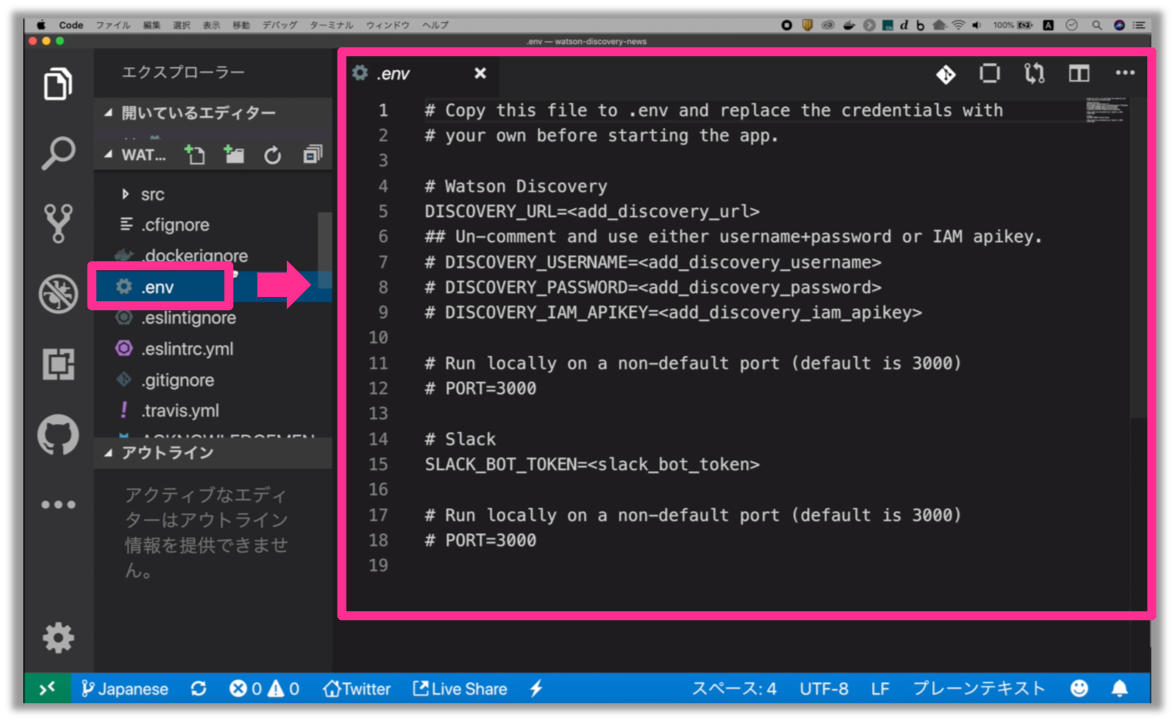 Code ファイル 編集 選択 表示 移動 デバッグ ターミナル ウィンドウ ヘルプ
100%
.env — watson-discovery-news
エクスプローラー
開いているエディター
WAT...
src
.cfignore
.dockerignore
.env
.eslintignore
.eslintrc.yml
.gitignore
.travis.yml
アウトライン
アクティブなエディ
ターはアウトライン
情報を提供できませ
ん。
.env
1 # Copy this file to .env and replace the credentials with
2 # your own before starting the app.
3
4 # Watson Discovery
5 DISCOVERY_URL=<add_discovery_url>
6 ## Un-comment and use either username+password or IAM apikey.
7 # DISCOVERY_USERNAME=<add_discovery_username>
8 # DISCOVERY_PASSWORD=<add_discovery_password>
9 # DISCOVERY_IAM_APIKEY=<add_discovery_iam_apikey>
10
11 # Run locally on a non-default port (default is 3000)
12 # PORT=3000
13
14 # Slack
15 SLACK_BOT_TOKEN=<slack_bot_token>
16
17 # Run locally on a non-default port (default is 3000)
18 # PORT=3000
19
Japanese 0 0 Twitter Live Share スペース: 4 UTF-8 LF プレーンテキスト